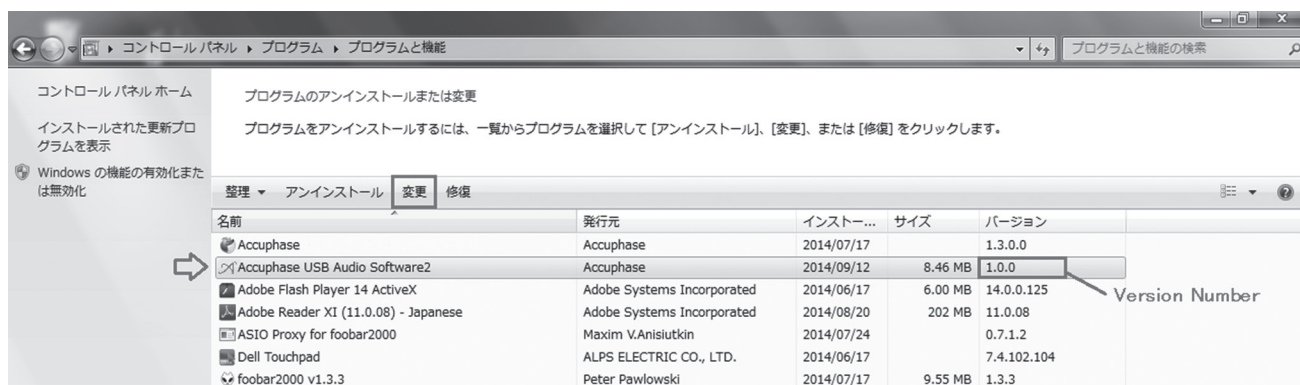 コントロール パネル ▸ プログラム ▸ プログラムと機能
プログラムと機能の検索
コントロール パネル ホーム
インストールされた更新プロ
グラムを表示
Windows の機能の有効化また
は無効化
プログラムのアンインストールまたは変更
プログラムをアンインストールするには、一覧からプログラムを選択して [アンインストール]、[変更]、または [修復] をクリックします。
整理 アンインストール 変更 修復
名前 発行元 インストー... サイズ バージョン
Accuphase Accuphase 2014/07/17 1.3.0.0
Accuphase USB Audio Software2 Accuphase 2014/09/12 8.46 MB 1.0.0
Version Number
Adobe Flash Player 14 ActiveX Adobe Systems Incorporated 2014/06/17 6.00 MB 14.0.0.125
Adobe Reader XI (11.0.08) - Japanese Adobe Systems Incorporated 2014/08/20 202 MB 11.0.08
ASIO Proxy for foobar2000 Maxim V.Anisiutkin 2014/07/24 0.7.1.2
Dell Touchpad ALPS ELECTRIC CO., LTD. 2014/06/17 7.4.102.104
foobar2000 v1.3.3 Peter Pawlowski 2014/07/17 9.55 MB 1.3.3